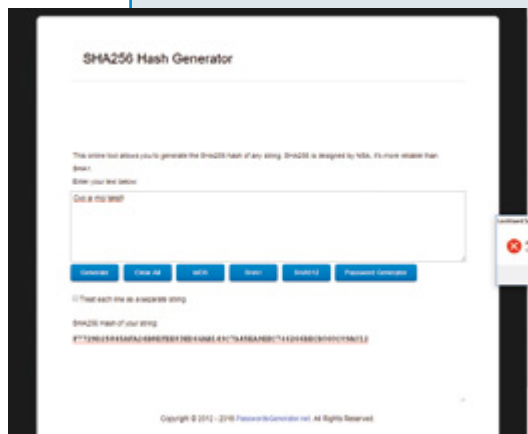 SHA256 Hash Generator
This online tool allows you to generate the SHA256 hash of any string. SHA256 is designed by NSA, it's more reliable than
SHA1.
Enter your text below:
Generate
Clear All
MD5
SHA1
SHA512
Password Generator
Treat each line as a separate string
SHA256 Hash of your string:
Copyright © 2012 - 2016 PasswordsGenerator.net. All Rights Reserved.